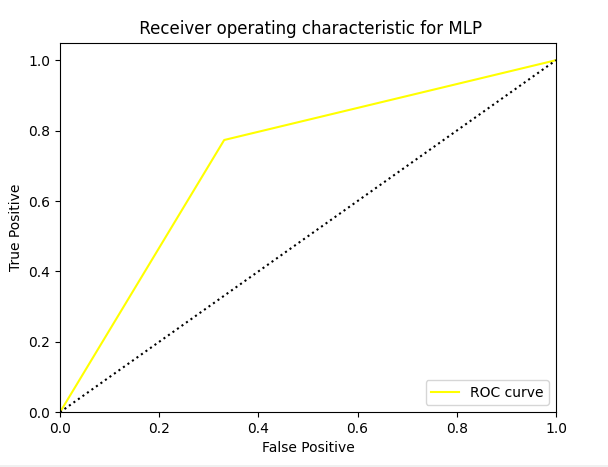 Receiver operating characteristic for MLP
1.0
0.8
0.6
0.4
0.2
0.0
True Positive
ROC curve
0.0 0.2 0.4 0.6 0.8 1.0
False Positive